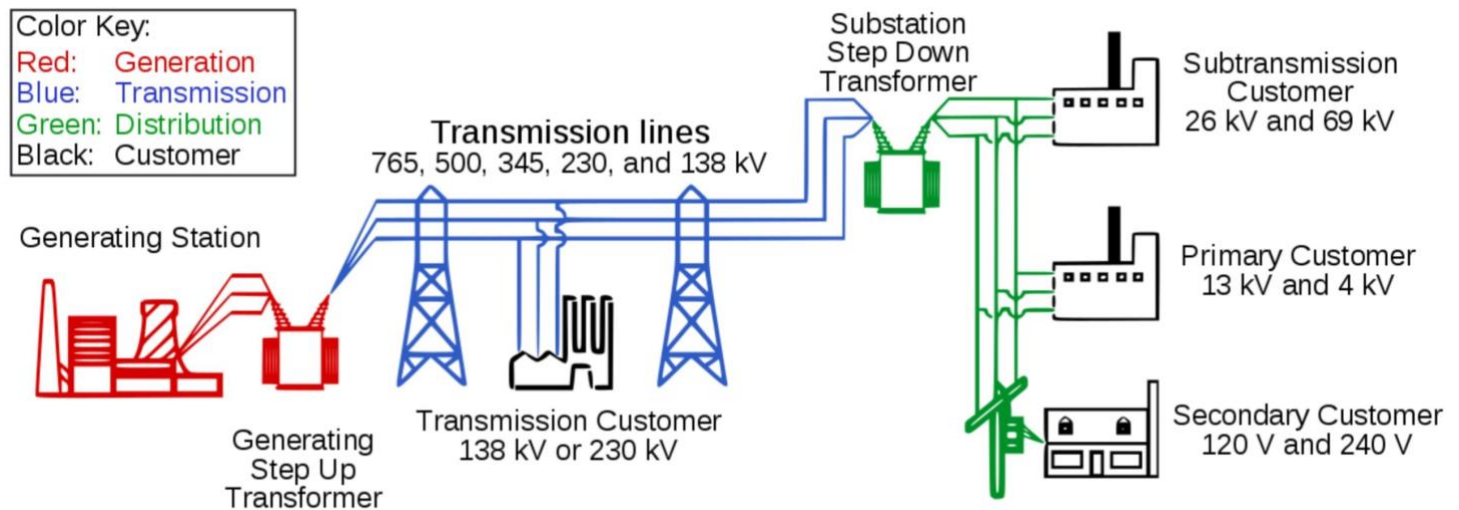 Color Key:
Red: Generation
Blue: Transmission
Green: Distribution
Black: Customer
Generating Station
Generating
Step Up
Transformer
Transmission lines
765, 500, 345, 230, and 138 kV
Transmission Customer
138 kV or 230 kV
Substation
Step Down
Transformer
Subtransmission
Customer
26 kV and 69 kV
Primary Customer
13 kV and 4 kV
Secondary Customer
120 V and 240 V